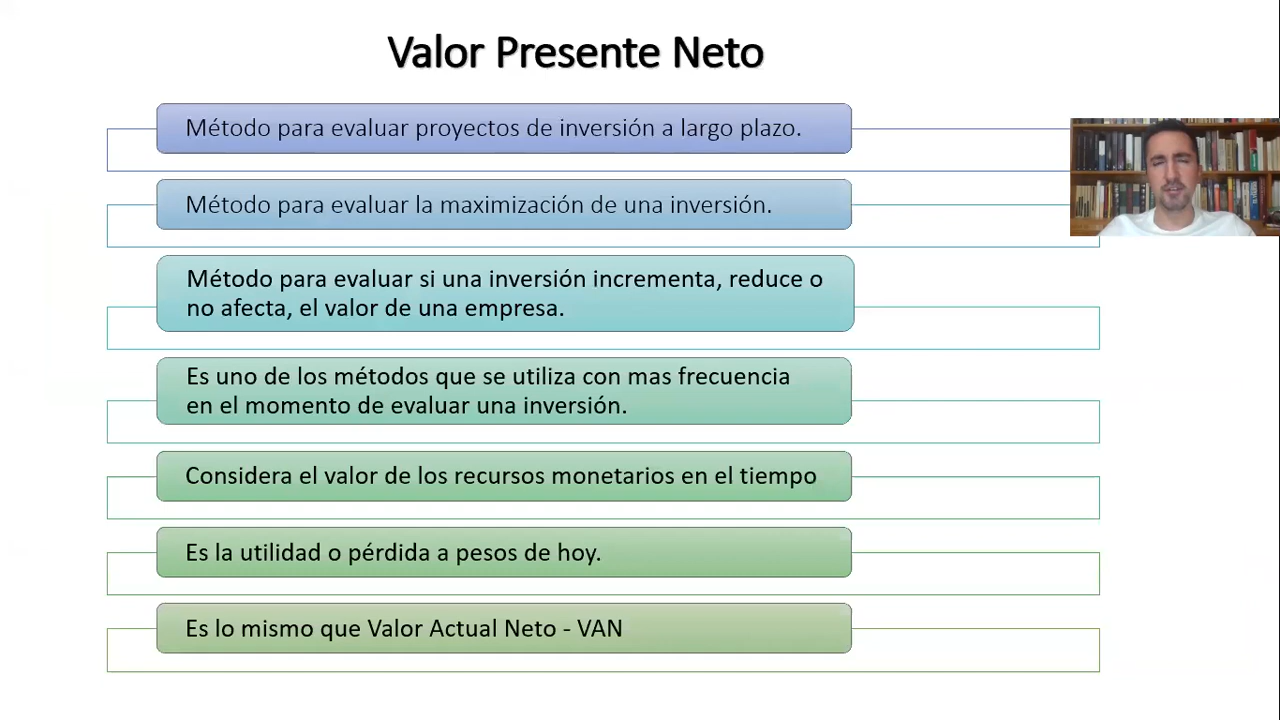 Valor Presente Neto
Método para evaluar proyectos de inversión a largo plazo.
Método para evaluar la maximización de una inversión.
Método para evaluar si una inversión incrementa, reduce o
no afecta, el valor de una empresa.
Es uno de los métodos que se utiliza con mas frecuencia
en el momento de evaluar una inversión.
Considera el valor de los recursos monetarios en el tiempo
Es la utilidad o pérdida a pesos de hoy.
Es lo mismo que Valor Actual Neto - VAN